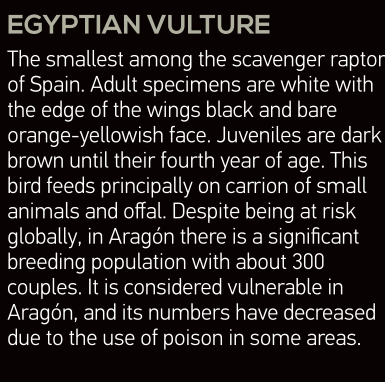 EGYPTIAN VULTURE
The smallest among the scavenger raptor
of Spain. Adult specimens are white with
the edge of the wings black and bare
orange-yellowish face. Juveniles are dark
brown until their fourth year of age. This
bird feeds principally on carrion of small
animals and offal. Despite being at risk
globally, in Aragón there is a significant
breeding population with about 300
couples. It is considered vulnerable in
Aragón, and its numbers have decreased
due to the use of poison in some areas.